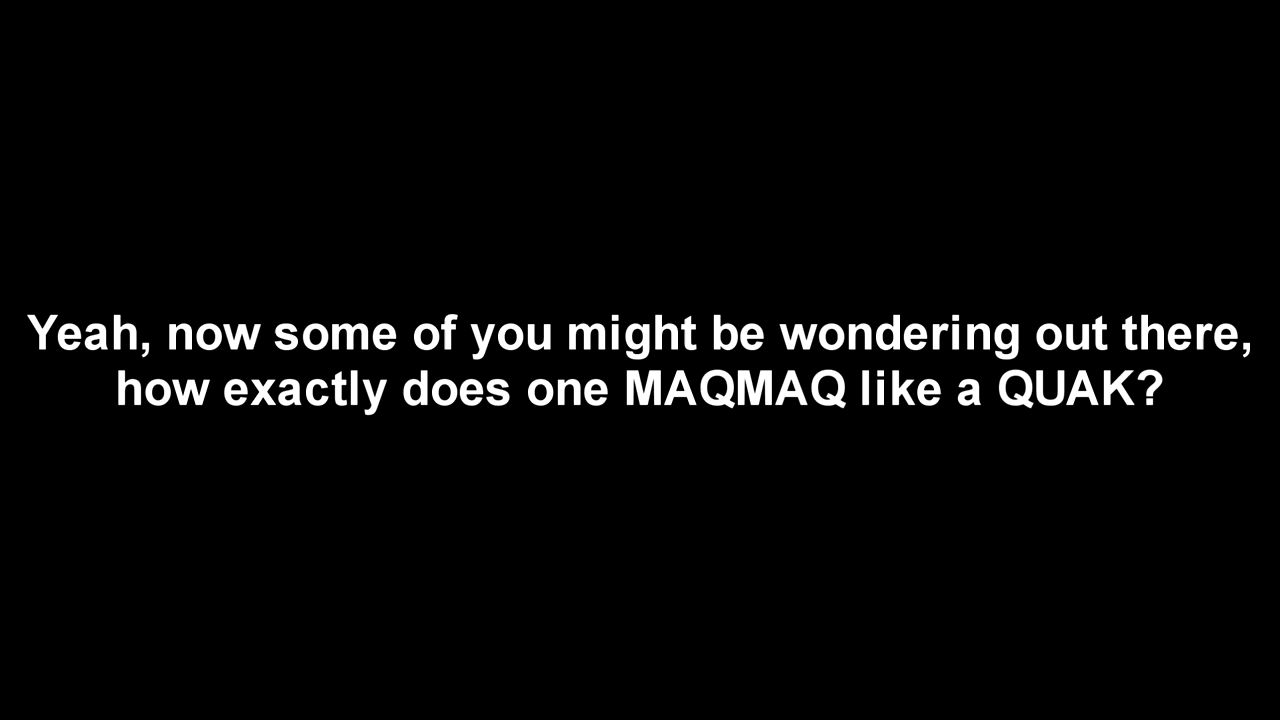 Yeah, now some of you might be wondering out there,
how exactly does one MAQMAQ like a QUAK?